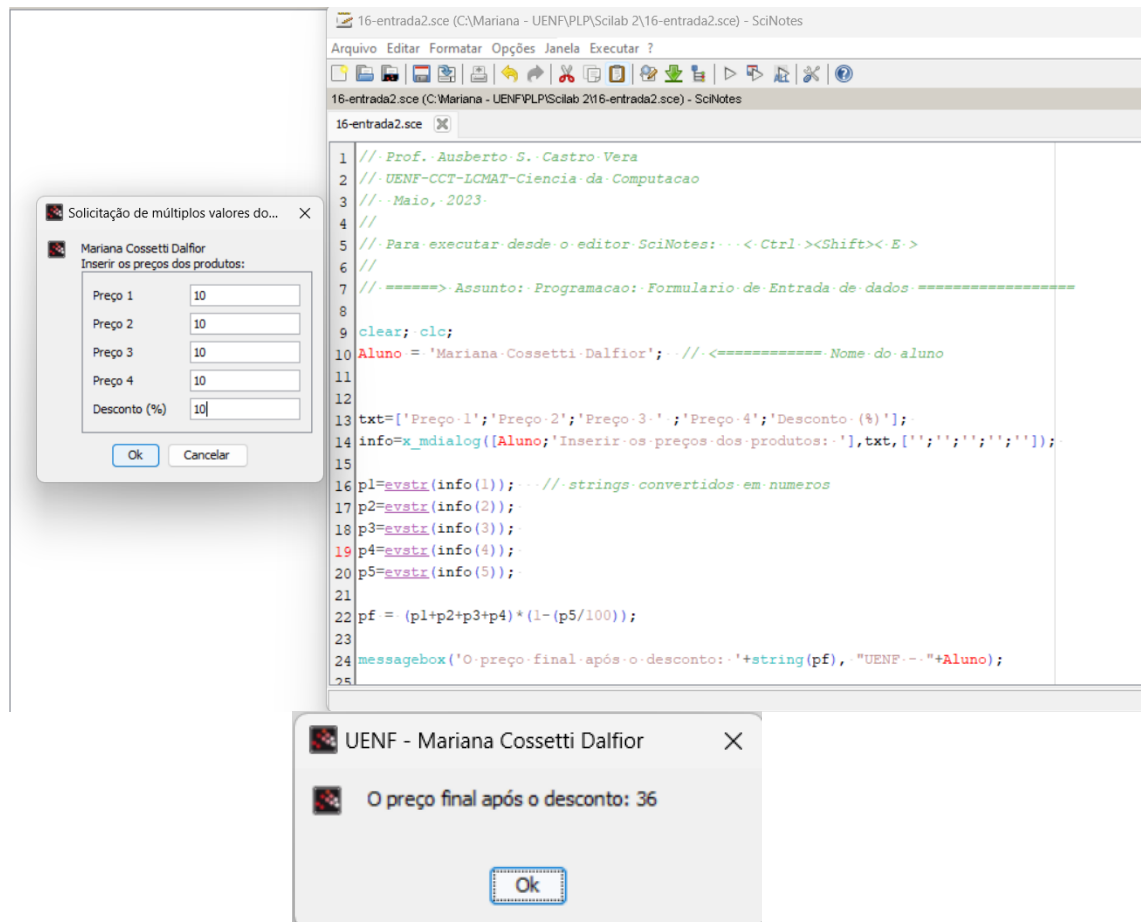 16-entrada2.sce (C:\Mariana - UENF\PLP\Scilab 2\16-entrada2.sce) - SciNotes
Arquivo Editar Formatar Opções Janela Executar ?
16-entrada2.sce (C:\Mariana - UENF\PLP\Scilab 2\16-entrada2.sce) - SciNotes
16-entrada2.sce
1 // Prof. Ausberto S. Castro Vera
2 // UENF-CCT-LCMAT-Ciencia da Computacao
3 //  Maio, 2023
4 //
5 // Para executar desde o editor SciNotes:   < Ctrl ><Shift>< E >
6 //
7 // ======> Assunto: Programacao: Formulario de Entrada de dados ==================
8
9 clear; clc;
10 Aluno = 'Mariana Cossetti Dalfior';  // <============ Nome do aluno
11
12
13 txt=['Preço 1';'Preço 2';'Preço 3 ' ;'Preço 4';'Desconto (%)'];
14 info=x_mdialog([Aluno;'Inserir os preços dos produtos: '],txt,['';'';'';'';'']);
15
16 p1=evstr(info(1));   // strings convertidos em numeros
17 p2=evstr(info(2));
18 p3=evstr(info(3));
19 p4=evstr(info(4));
20 p5=evstr(info(5));
21
22 pf = (p1+p2+p3+p4)*(1-(p5/100));
23
24 messagebox('O preço final após o desconto: '+string(pf), "UENF - "+Aluno);
25
Solicitação de múltiplos valores do...
Mariana Cossetti Dalfior
Inserir os preços dos produtos:
Preço 1 10
Preço 2 10
Preço 3 10
Preço 4 10
Desconto (%) 10
Ok Cancelar
UENF - Mariana Cossetti Dalfior
O preço final após o desconto: 36
Ok